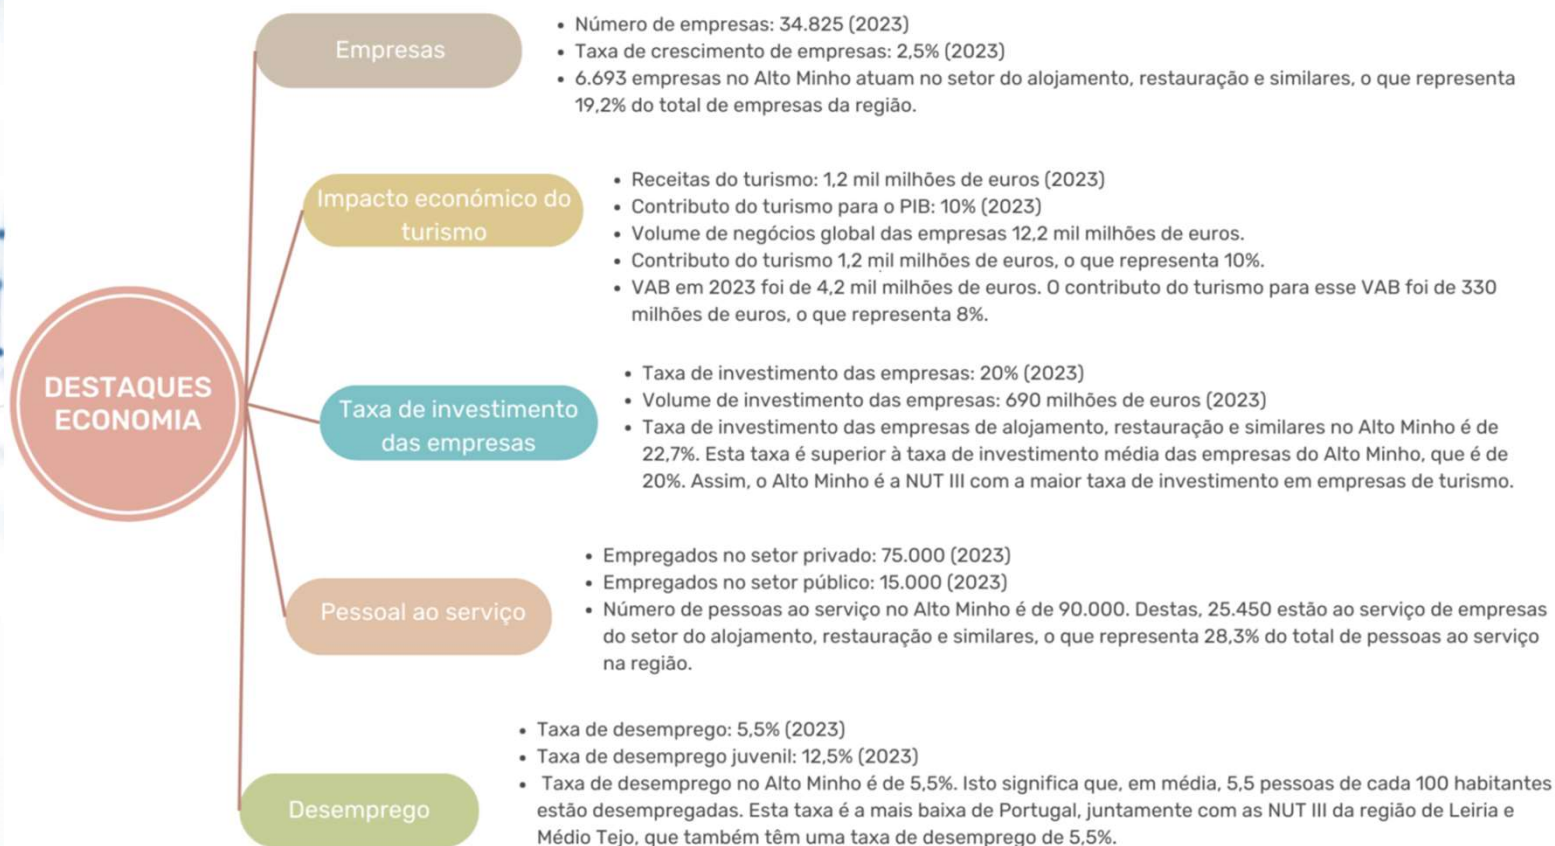 Empresas
• Número de empresas: 34.825 (2023)
• Taxa de crescimento de empresas: 2,5% (2023)
• 6.693 empresas no Alto Minho atuam no setor do alojamento, restauração e similares, o que representa
19,2% do total de empresas da região.
Impacto económico do
turismo
• Receitas do turismo: 1,2 mil milhões de euros (2023)
• Contributo do turismo para o PIB: 10% (2023)
• Volume de negócios global das empresas 12,2 mil milhões de euros.
• Contributo do turismo 1,2 mil milhões de euros, o que representa 10%.
• VAB em 2023 foi de 4,2 mil milhões de euros. O contributo do turismo para esse VAB foi de 330
milhões de euros, o que representa 8%.
DESTAQUES
ECONOMIA
Taxa de investimento
das empresas
• Taxa de investimento das empresas: 20% (2023)
• Volume de investimento das empresas: 690 milhões de euros (2023)
• Taxa de investimento das empresas de alojamento, restauração e similares no Alto Minho é de
22,7%. Esta taxa é superior à taxa de investimento média das empresas do Alto Minho, que é de
20%. Assim, o Alto Minho é a NUT III com a maior taxa de investimento em empresas de turismo.
Pessoal ao serviço
• Empregados no setor privado: 75.000 (2023)
• Empregados no setor público: 15.000 (2023)
• Número de pessoas ao serviço no Alto Minho é de 90.000. Destas, 25.450 estão ao serviço de empresas
do setor do alojamento, restauração e similares, o que representa 28,3% do total de pessoas ao serviço
na região.
Desemprego
• Taxa de desemprego: 5,5% (2023)
• Taxa de desemprego juvenil: 12,5% (2023)
• Taxa de desemprego no Alto Minho é de 5,5%. Isto significa que, em média, 5,5 pessoas de cada 100 habitantes
estão desempregadas. Esta taxa é a mais baixa de Portugal, juntamente com as NUT III da região de Leiria e
Médio Tejo, que também têm uma taxa de desemprego de 5,5%.